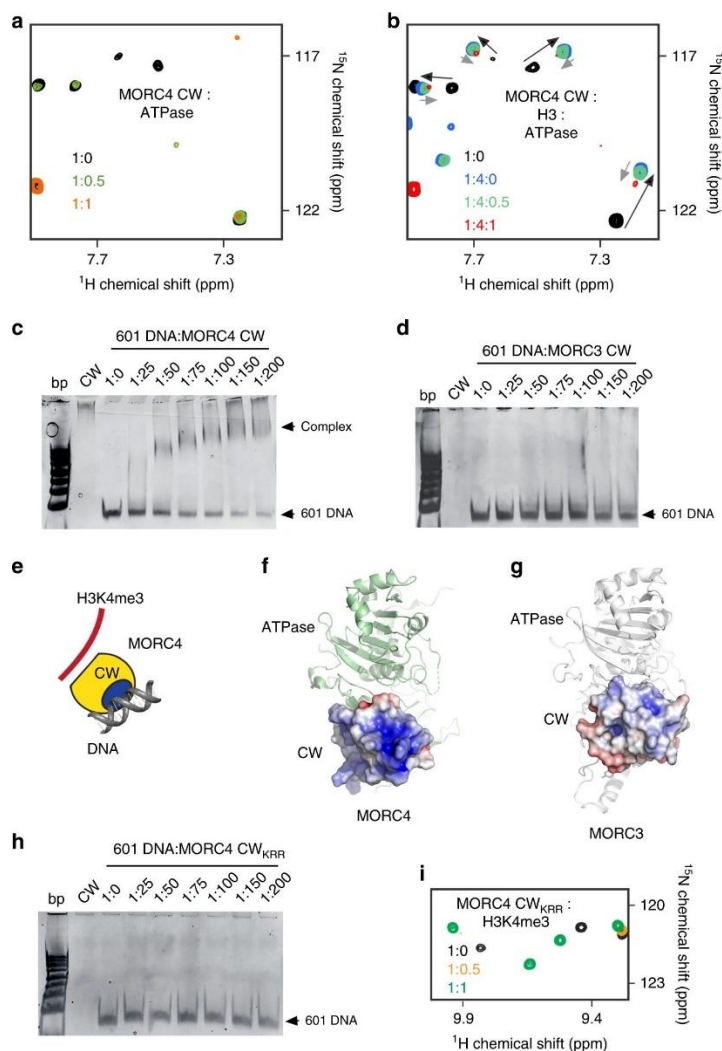 a
MORC4 CW :
ATPase
1:0
1:0.5
1:1
117
122
15N chemical shift (ppm)
7.7
7.3
1H chemical shift (ppm)
b
MORC4 CW :
H3 :
ATPase
1:0
1:4:0
1:4:0.5
1:4:1
117
122
15N chemical shift (ppm)
7.7
7.3
1H chemical shift (ppm)
c
601 DNA:MORC4 CW
bp
CW
1:0
1:25
1:50
1:75
1:100
1:150
1:200
Complex
601 DNA
d
601 DNA:MORC3 CW
bp
CW
1:0
1:25
1:50
1:75
1:100
1:150
1:200
601 DNA
e
H3K4me3
MORC4
CW
DNA
f
ATPase
CW
MORC4
g
ATPase
CW
MORC3
h
601 DNA:MORC4 CWKRR
bp
CW
1:0
1:25
1:50
1:75
1:100
1:150
1:200
601 DNA
i
MORC4 CWKRR :
H3K4me3
1:0
1:0.5
1:1
120
123
15N chemical shift (ppm)
9.9
9.4
1H chemical shift (ppm)